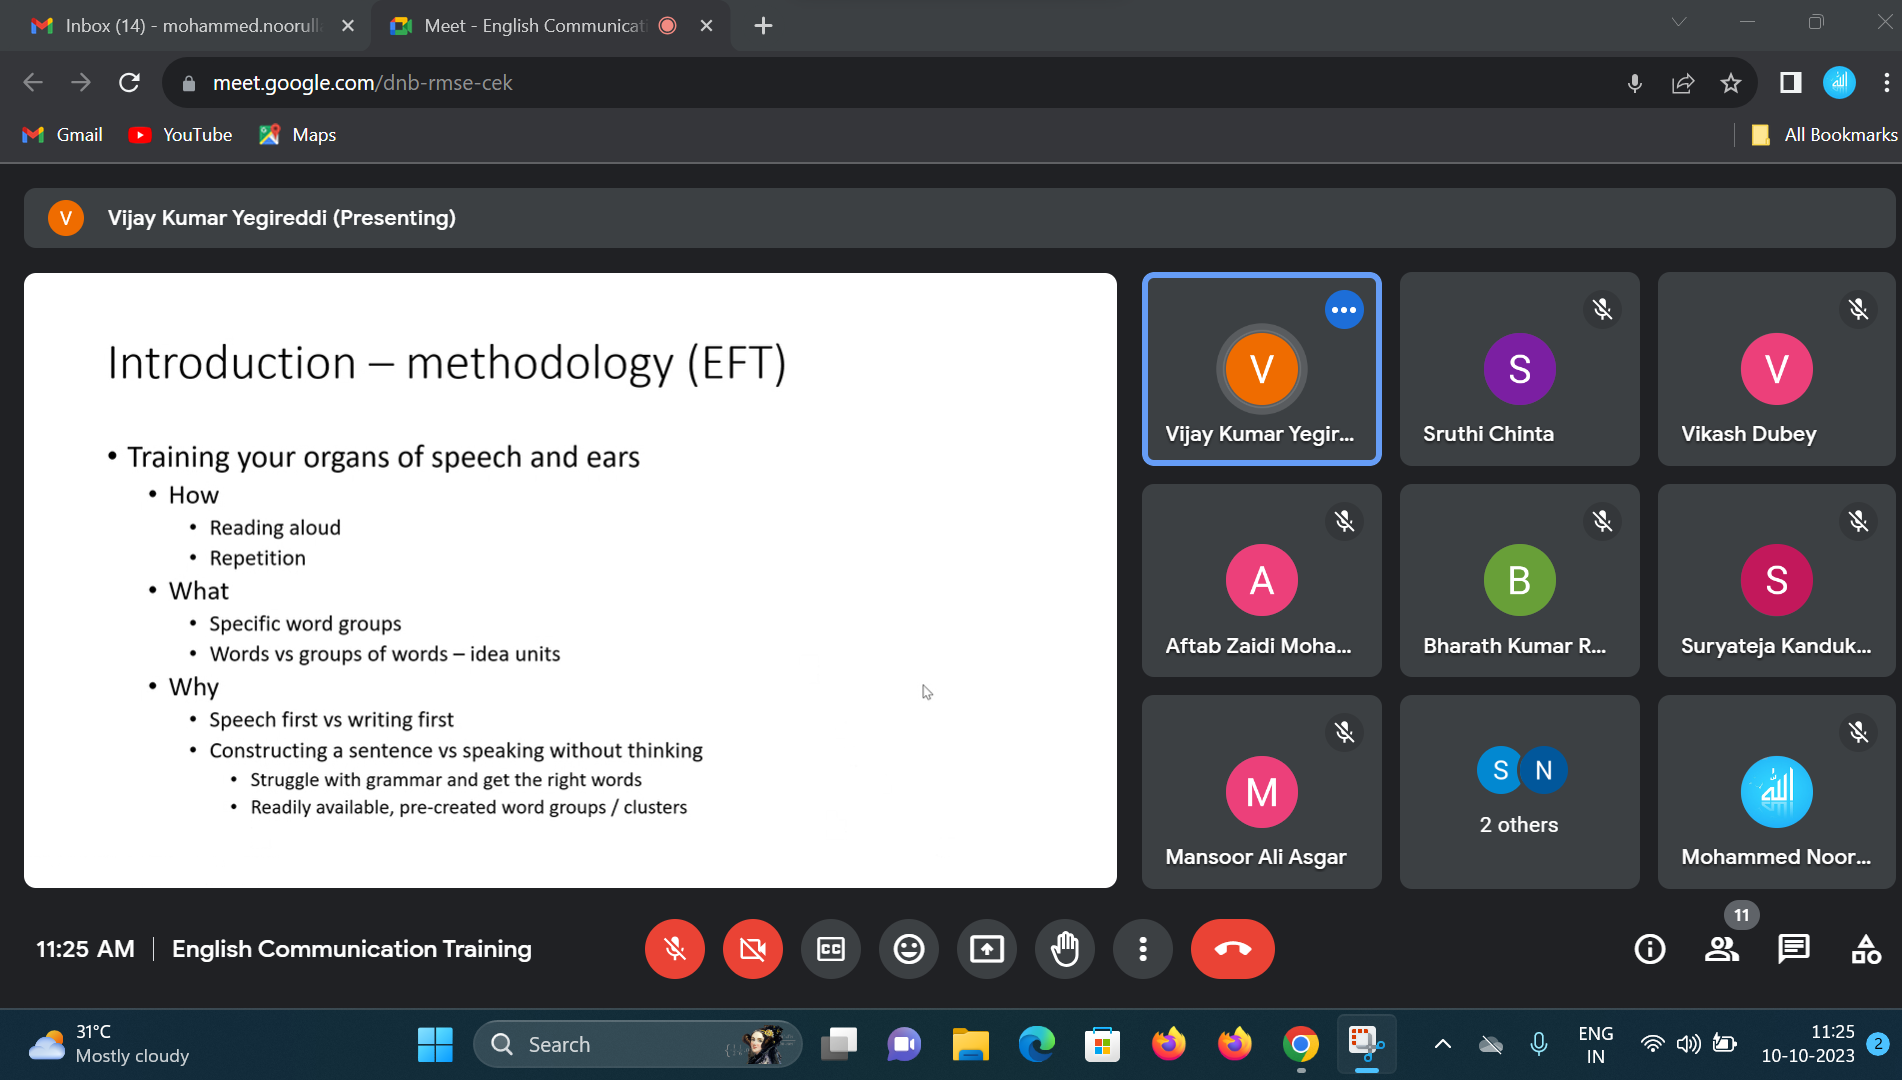 Inbox (14) - mohammed.noorull
Meet - English Communicati
meet.google.com/dnb-rmse-cek
Gmail
YouTube
Maps
All Bookmarks
V
Vijay Kumar Yegireddi (Presenting)
Introduction – methodology (EFT)
• Training your organs of speech and ears
• How
• Reading aloud
• Repetition
• What
• Specific word groups
• Words vs groups of words – idea units
• Why
• Speech first vs writing first
• Constructing a sentence vs speaking without thinking
• Struggle with grammar and get the right words
• Readily available, pre-created word groups / clusters
V
Vijay Kumar Yegir...
S
Sruthi Chinta
V
Vikash Dubey
A
Aftab Zaidi Moha...
B
Bharath Kumar R...
S
Suryateja Kanduk...
M
Mansoor Ali Asgar
S N
2 others
الله
Mohammed Noor...
11:25 AM | English Communication Training
CC
11
31°C
Mostly cloudy
Search
ENG
IN
11:25
10-10-2023
2